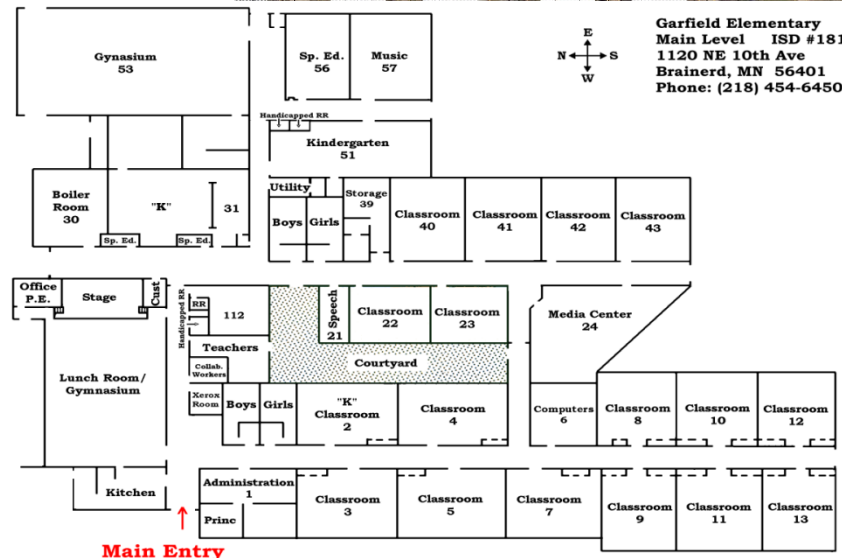 Garfield Elementary
Main Level ISD #181
1120 NE 10th Ave
Brainerd, MN 56401
Phone: (218) 454-6450
E
N
S
W
Gynasium
53
Sp. Ed.
56
Music
57
Handicapped RR
Kindergarten
51
Boiler
Room
30
"K"
31
Sp. Ed.
Sp. Ed.
Utility
Boys
Girls
Storage
39
Classroom
40
Classroom
41
Classroom
42
Classroom
43
Office
P.E.
Stage
Cust
Handicapped RR
RR
112
Teachers
Collab.
Workers
Speech
21
Classroom
22
Classroom
23
Courtyard
Media Center
24
Lunch Room/
Gymnasium
Xerox
Room
Boys
Girls
"K"
Classroom
2
Classroom
4
Computers
6
Classroom
8
Classroom
10
Classroom
12
Kitchen
Administration
1
Princ
Classroom
3
Classroom
5
Classroom
7
Classroom
9
Classroom
11
Classroom
13
Main Entry